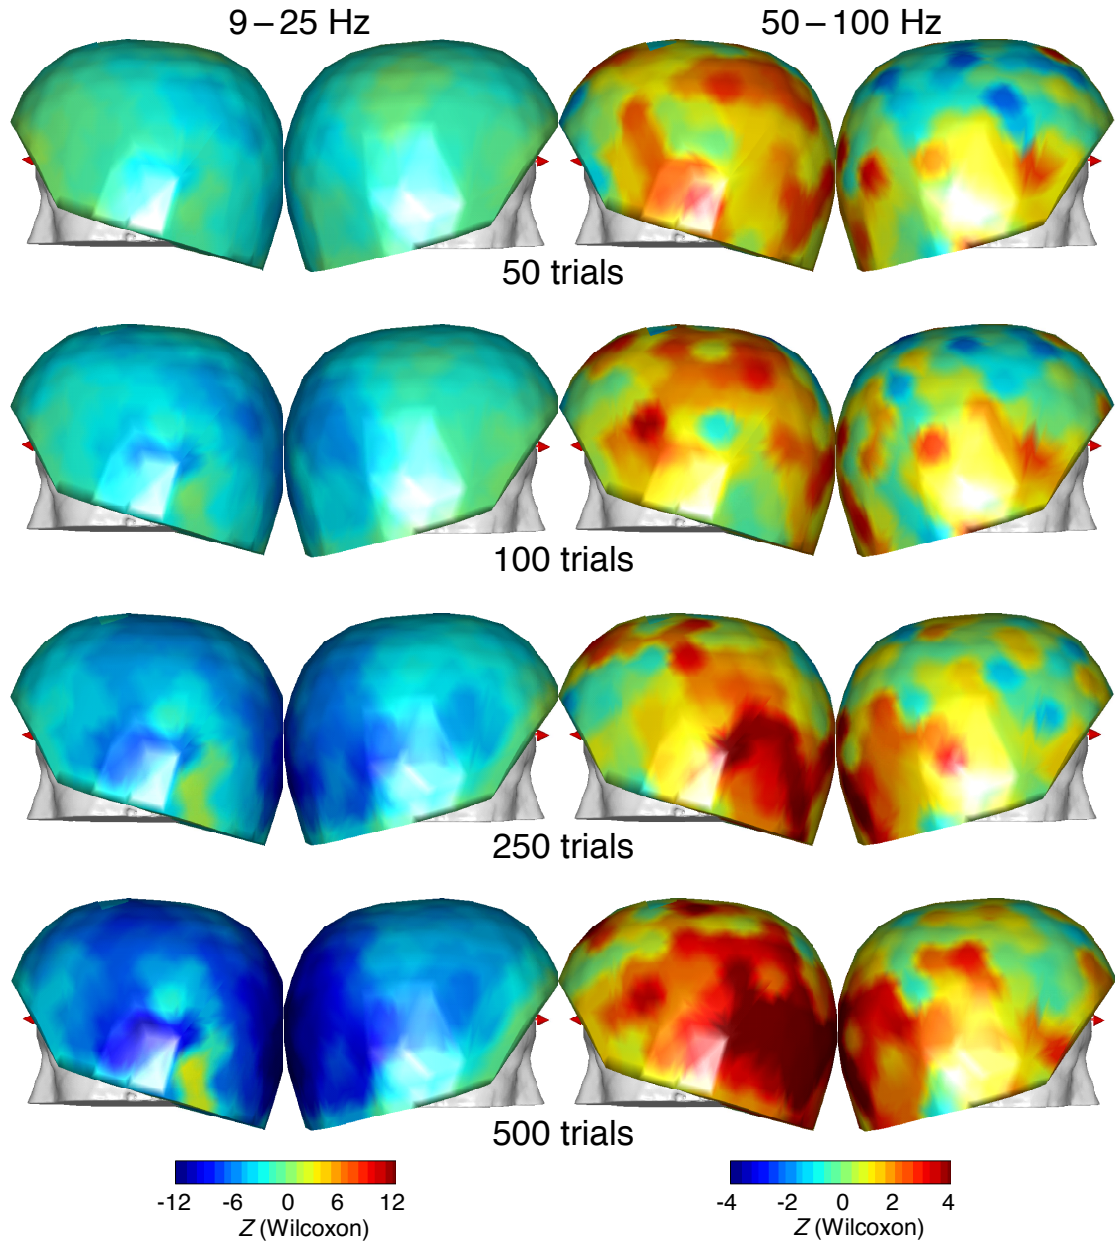 9 – 25 Hz
50 – 100 Hz
50 trials
100 trials
250 trials
500 trials
-12 -6 0 6 12
Z (Wilcoxon)
-4 -2 0 2 4
Z (Wilcoxon)